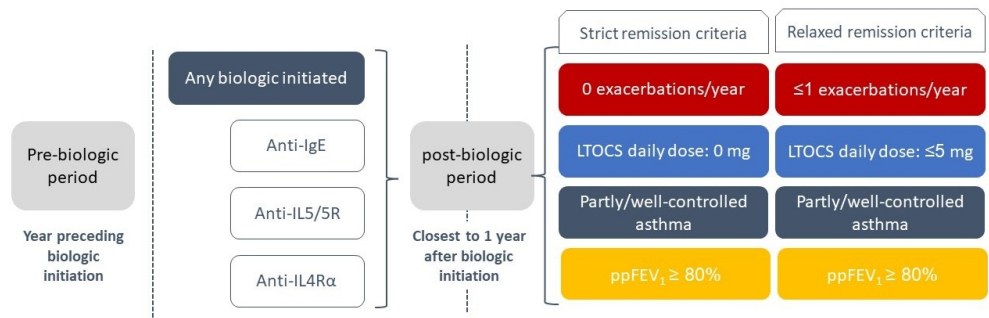 Pre-biologic
period
Year preceding
biologic
initiation
Any biologic initiated
Anti-IgE
Anti-IL5/5R
Anti-IL4Rα
post-biologic
period
Closest to 1 year
after biologic
initiation
Strict remission criteria
0 exacerbations/year
LTOCS daily dose: 0 mg
Partly/well-controlled
asthma
ppFEV₁ ≥ 80%
Relaxed remission criteria
≤1 exacerbations/year
LTOCS daily dose: ≤5 mg
Partly/well-controlled
asthma
ppFEV₁ ≥ 80%